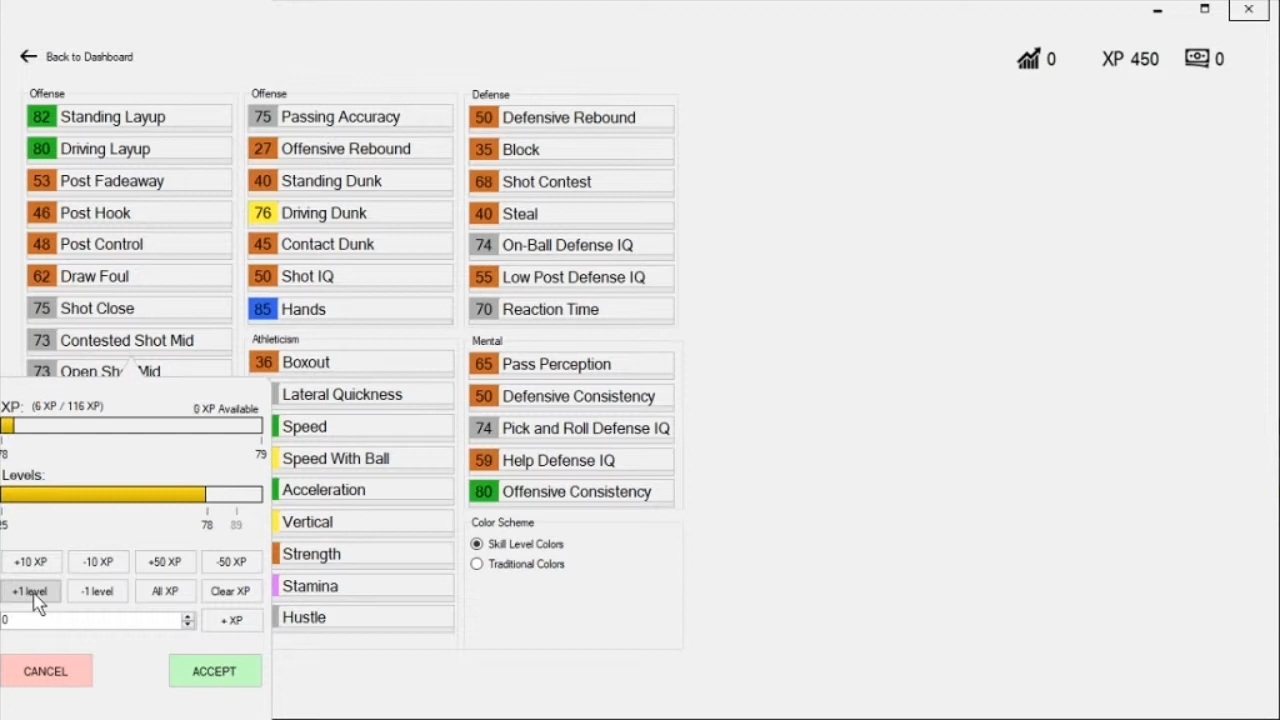 Back to Dashboard
0
XP 450
0
Offense
82 Standing Layup
80 Driving Layup
53 Post Fadeaway
46 Post Hook
48 Post Control
62 Draw Foul
75 Shot Close
73 Contested Shot Mid
73 Open Sh Mid
Offense
75 Passing Accuracy
27 Offensive Rebound
40 Standing Dunk
76 Driving Dunk
45 Contact Dunk
50 Shot IQ
85 Hands
Athleticism
36 Boxout
Lateral Quickness
Speed
Speed With Ball
Acceleration
Vertical
Strength
Stamina
Hustle
Defense
50 Defensive Rebound
35 Block
68 Shot Contest
40 Steal
74 On-Ball Defense IQ
55 Low Post Defense IQ
70 Reaction Time
Mental
65 Pass Perception
50 Defensive Consistency
74 Pick and Roll Defense IQ
59 Help Defense IQ
80 Offensive Consistency
Color Scheme
Skill Level Colors
Traditional Colors
XP: (6 XP / 116 XP) 0 XP Available
78 79
Levels:
25 78 89
+10 XP -10 XP +50 XP -50 XP
+1 level -1 level All XP Clear XP
0 + XP
CANCEL ACCEPT